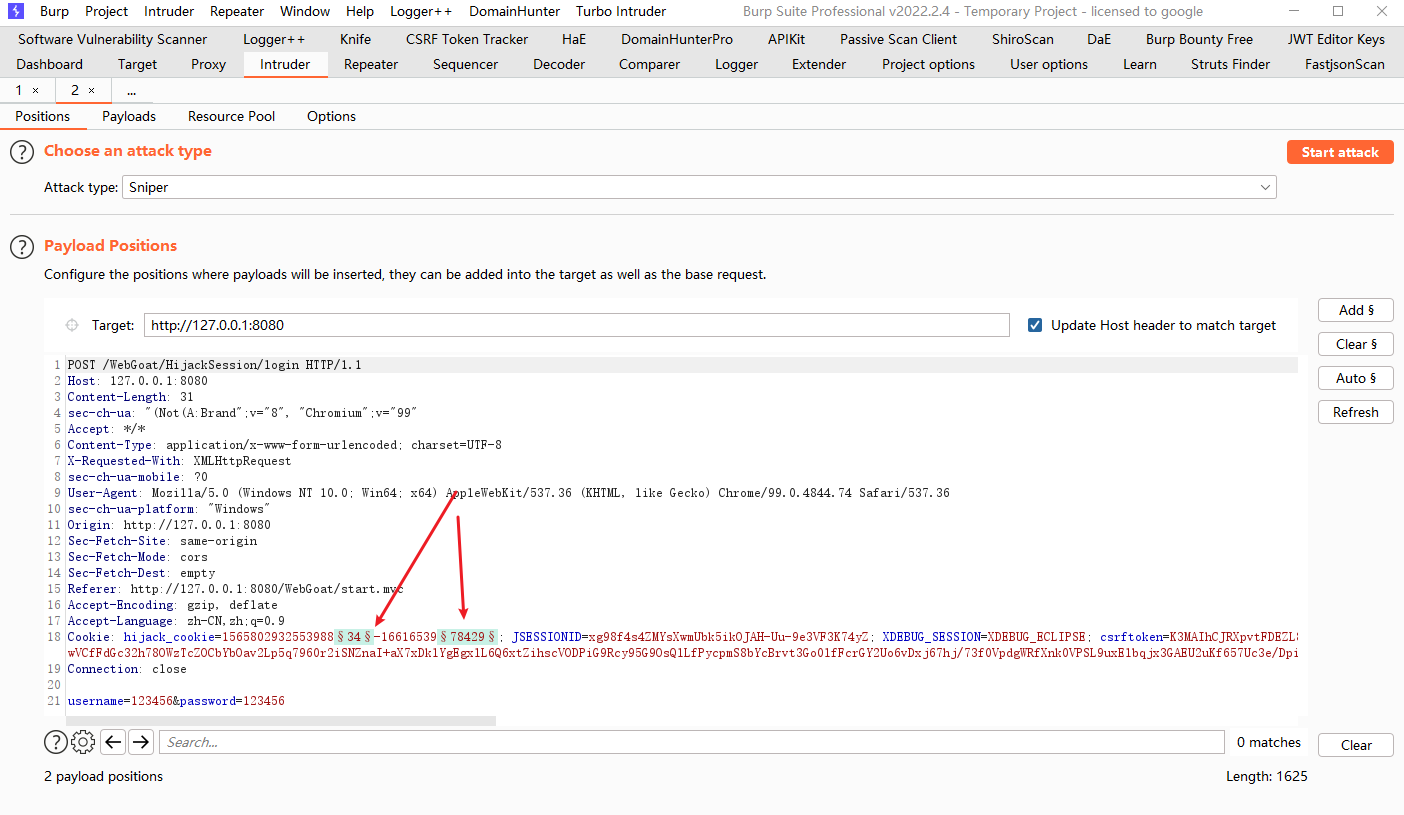 Burp Project Intruder Repeater Window Help Logger++ DomainHunter Turbo Intruder Burp Suite Professional v2022.2.4 - Temporary Project - licensed to google
Software Vulnerability Scanner Logger++ Knife CSRF Token Tracker HaE DomainHunterPro APIKit Passive Scan Client ShiroScan DaE Burp Bounty Free JWT Editor Keys
Dashboard Target Proxy Intruder Repeater Sequencer Decoder Comparer Logger Extender Project options User options Learn Struts Finder FastjsonScan
1 × 2 × ...
Positions Payloads Resource Pool Options
? Choose an attack type Start attack
Attack type: Sniper
? Payload Positions
Configure the positions where payloads will be inserted, they can be added into the target as well as the base request.
Target: http://127.0.0.1:8080 Update Host header to match target
Add §
Clear §
Auto §
Refresh
1 POST /WebGoat/HijackSession/login HTTP/1.1
2 Host: 127.0.0.1:8080
3 Content-Length: 31
4 sec-ch-ua: "(Not(A:Brand";v="8", "Chromium";v="99"
5 Accept: */*
6 Content-Type: application/x-www-form-urlencoded; charset=UTF-8
7 X-Requested-With: XMLHttpRequest
8 sec-ch-ua-mobile: ?0
9 User-Agent: Mozilla/5.0 (Windows NT 10.0; Win64; x64) AppleWebKit/537.36 (KHTML, like Gecko) Chrome/99.0.4844.74 Safari/537.36
10 sec-ch-ua-platform: "Windows"
11 Origin: http://127.0.0.1:8080
12 Sec-Fetch-Site: same-origin
13 Sec-Fetch-Mode: cors
14 Sec-Fetch-Dest: empty
15 Referer: http://127.0.0.1:8080/WebGoat/start.mvc
16 Accept-Encoding: gzip, deflate
17 Accept-Language: zh-CN,zh;q=0.9
18 Cookie: hijack_cookie=1565802932553988§34§-16616539§78429§; JSESSIONID=xg98f4s4ZMYsXwmUbk5ikOJAH-Uu-9e3VF3K74yZ; XDEBUG_SESSION=XDEBUG_ECLIPSE; csrftoken=K3MAIhCJRXpvtFDEZL8
wVCfFdGc32h78OWzTcZOCbYbOav2Lp5q7960r2iSNZnaI+aX7xDklYgEgxlL6Q6xtZihscVODPiG9Rcy95G9OsQlLfPycpmS8bYcBrvt3Go0lfFcrGY2Uo6vDxj67hj/73f0VpdgWRfXnk0VPSL9uxElbqjx3GAEU2uKf657Uc3e/Dpi
19 Connection: close
20
21 username=123456&password=123456
? Search... 0 matches Clear
2 payload positions Length: 1625